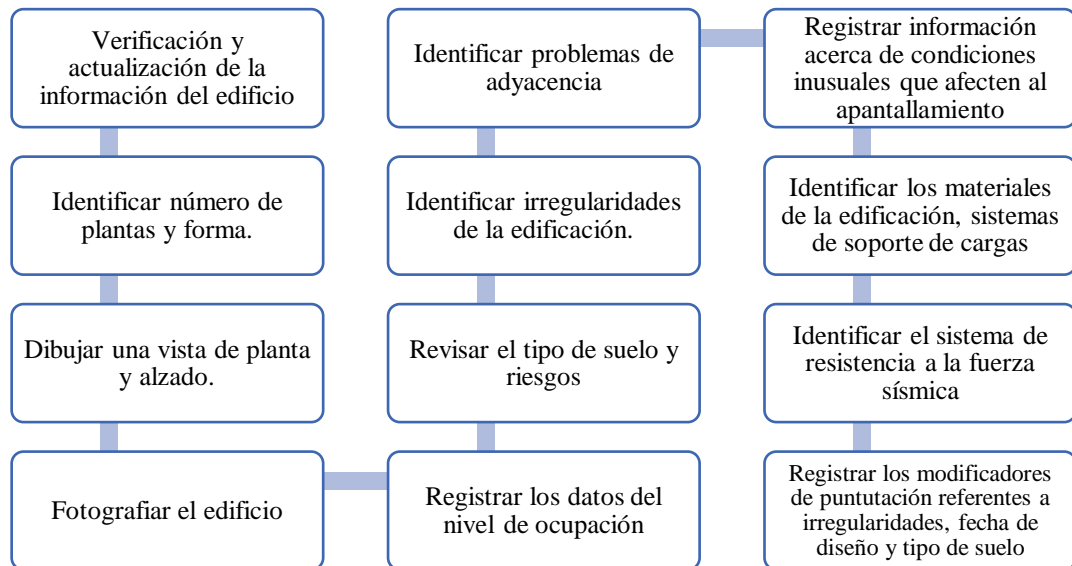 Verificación y
actualización de la
información del edificio
Identificar número de
plantas y forma.
Dibujar una vista de planta
y alzado.
Fotografiar el edificio
Registrar los datos del
nivel de ocupación
Revisar el tipo de suelo y
riesgos
Identificar irregularidades
de la edificación.
Identificar problemas de
adyacencia
Registrar información
acerca de condiciones
inusuales que afecten al
apantallamiento
Identificar los materiales
de la edificación, sistemas
de soporte de cargas
Identificar el sistema de
resistencia a la fuerza
sísmica
Registrar los modificadores
de puntutación referentes a
irregularidades, fecha de
diseño y tipo de suelo